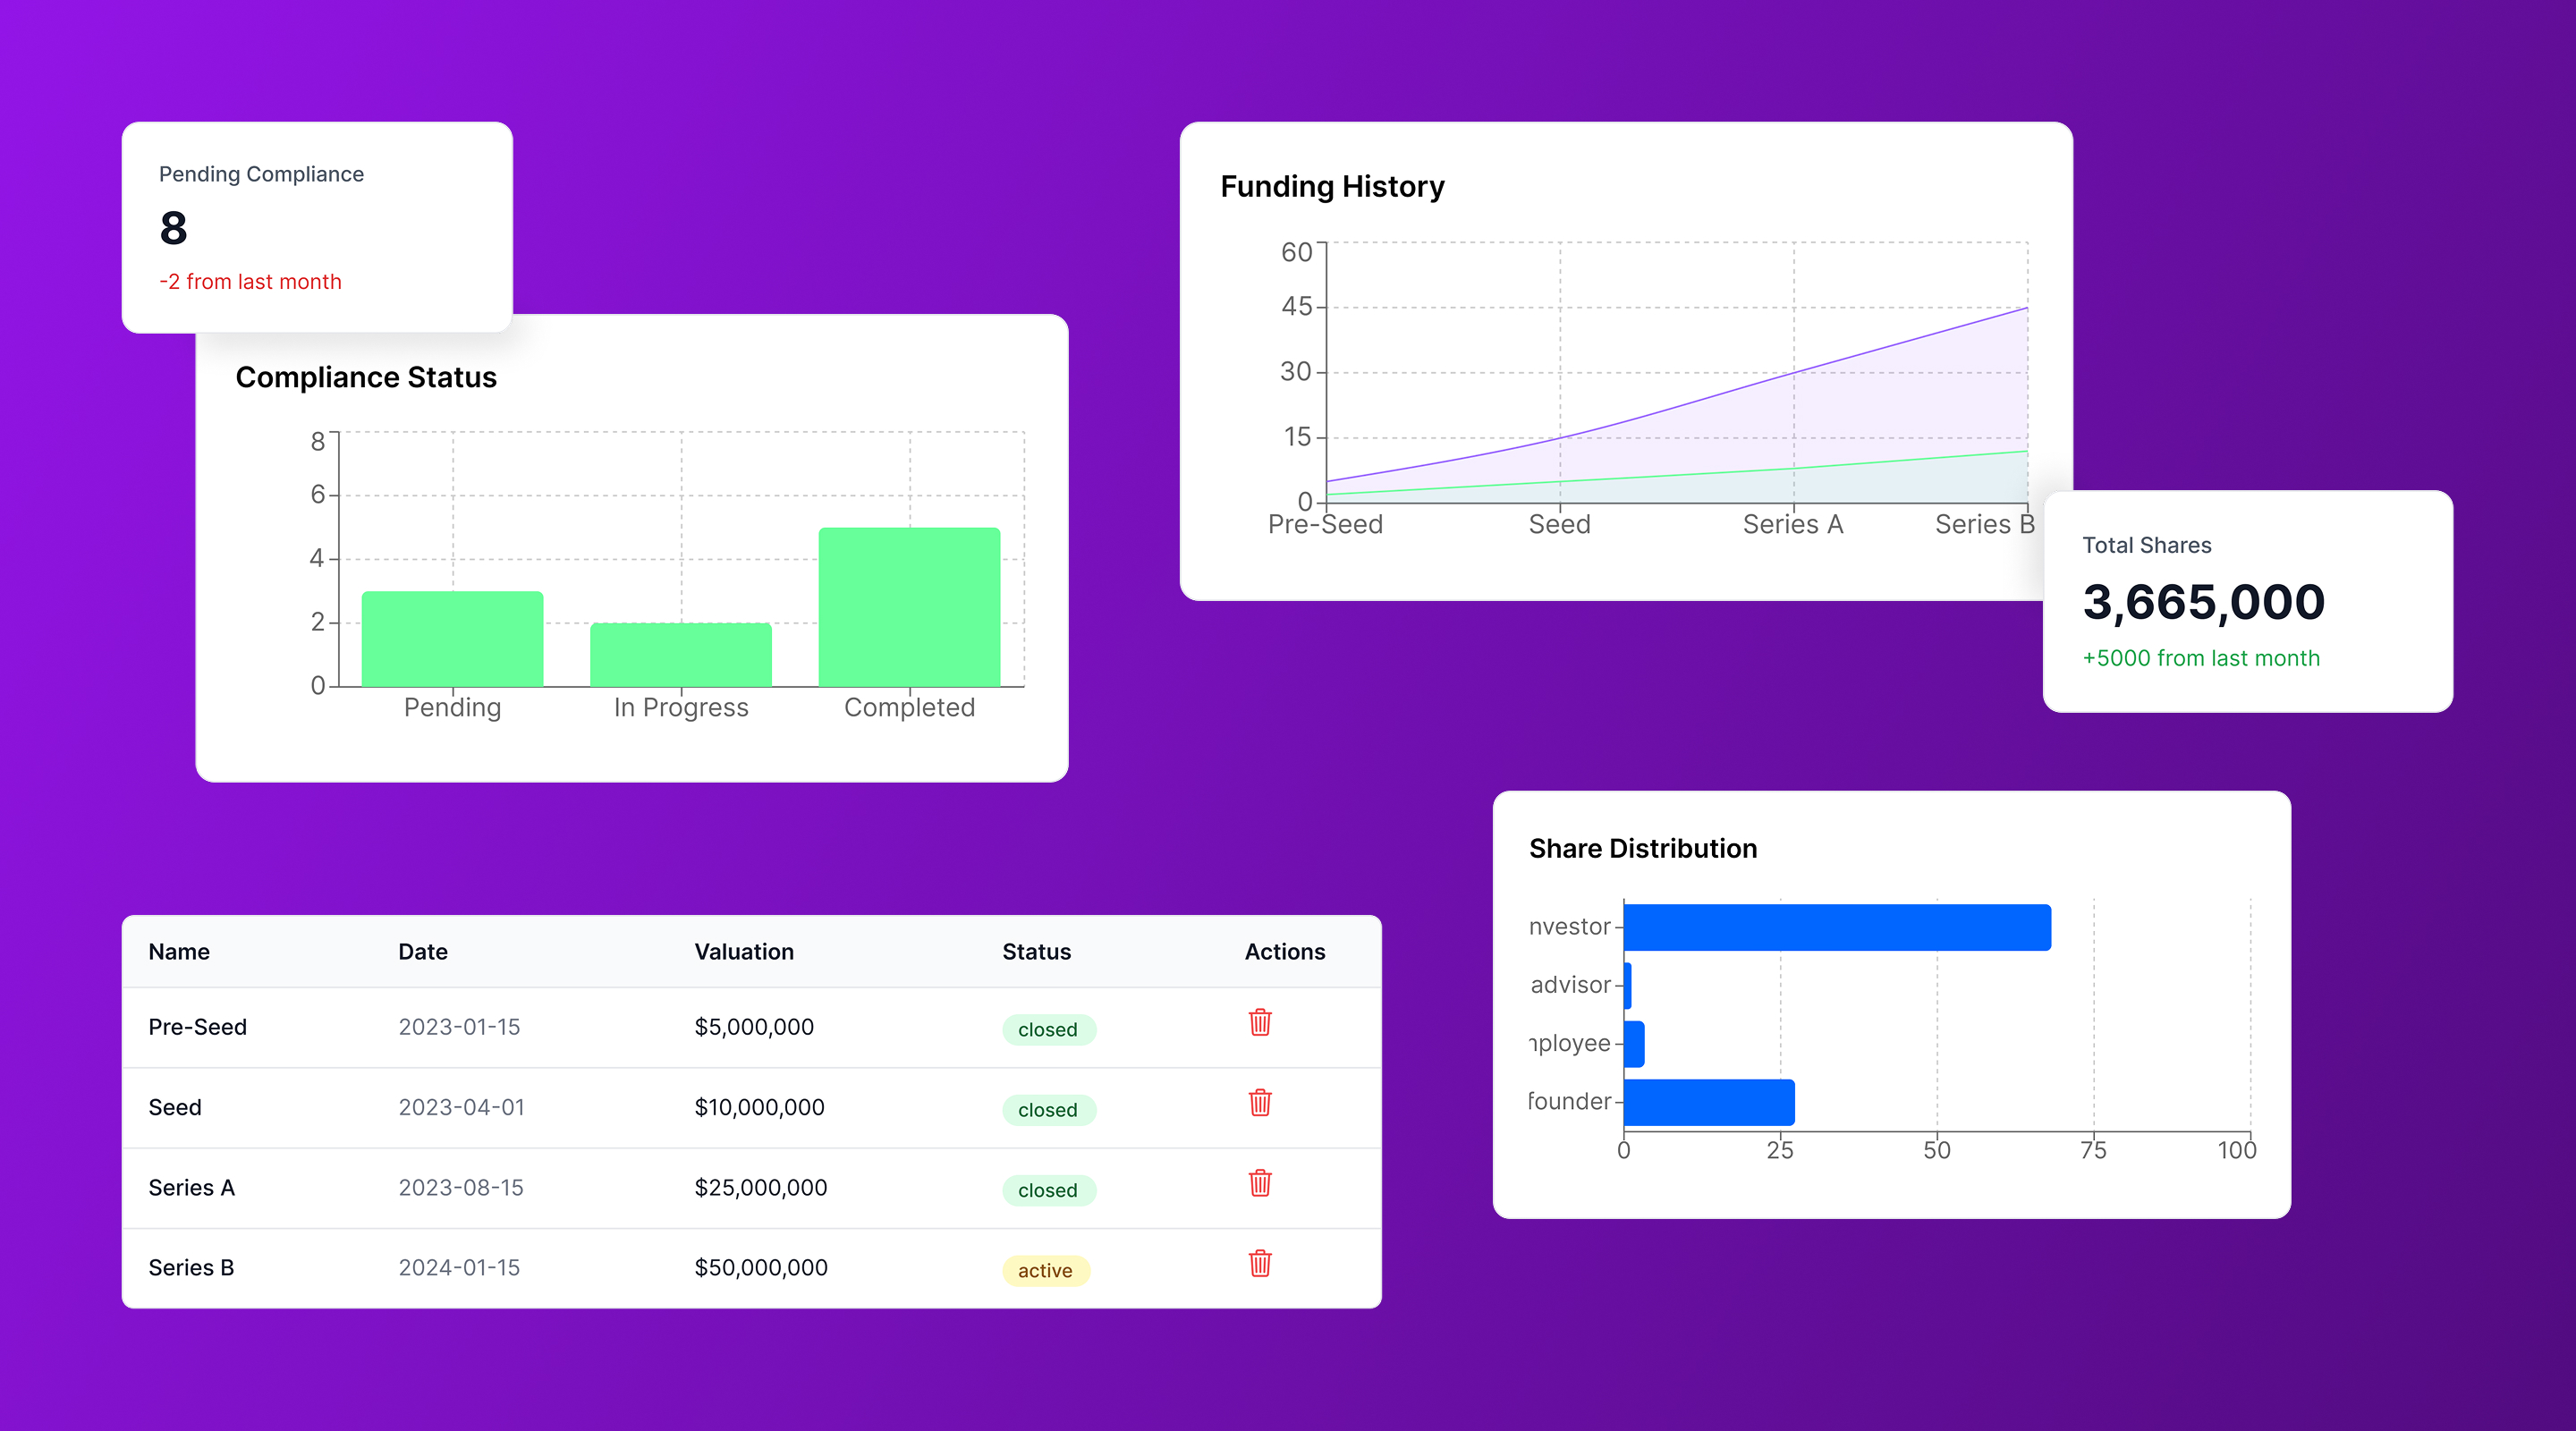 Pending Compliance
8
-2 from last month
Compliance Status
8
6
4
2
0
Pending In Progress Completed
Funding History
60
45
30
15
0
Pre-Seed Seed Series A Series B
Total Shares
3,665,000
+5000 from last month
Name Date Valuation Status Actions
Pre-Seed 2023-01-15 $5,000,000 closed
Seed 2023-04-01 $10,000,000 closed
Series A 2023-08-15 $25,000,000 closed
Series B 2024-01-15 $50,000,000 active
Share Distribution
nvestor
advisor
nployee
founder
0 25 50 75 100